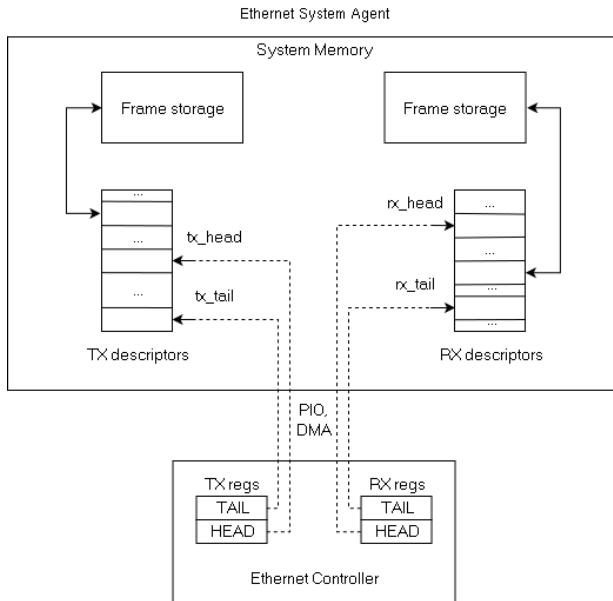 Ethernet System Agent
System Memory
Frame storage
Frame storage
...
...
...
tx_head
tx_tail
TX descriptors
rx_head
rx_tail
...
...
...
...
RX descriptors
PIO,
DMA
TX regs
TAIL
HEAD
RX regs
TAIL
HEAD
Ethernet Controller